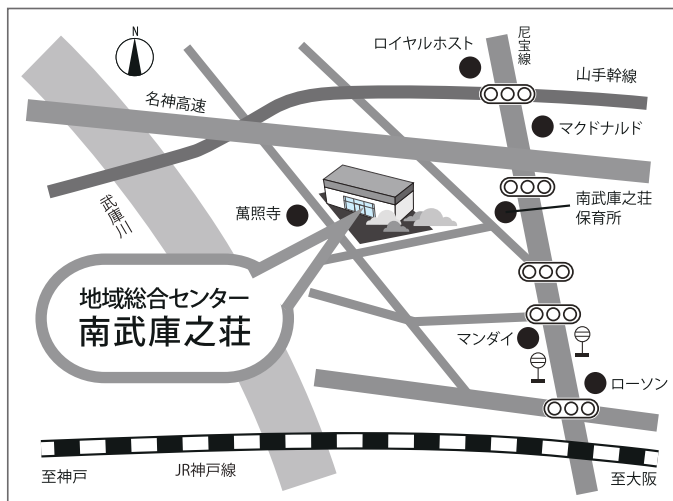 N
ロイヤルホスト
尼宝線
山手幹線
名神高速
マクドナルド
武庫川
萬照寺
南武庫之荘
保育所
地域総合センター
南武庫之荘
マンダイ
ローソン
至神戸
JR神戸線
至大阪